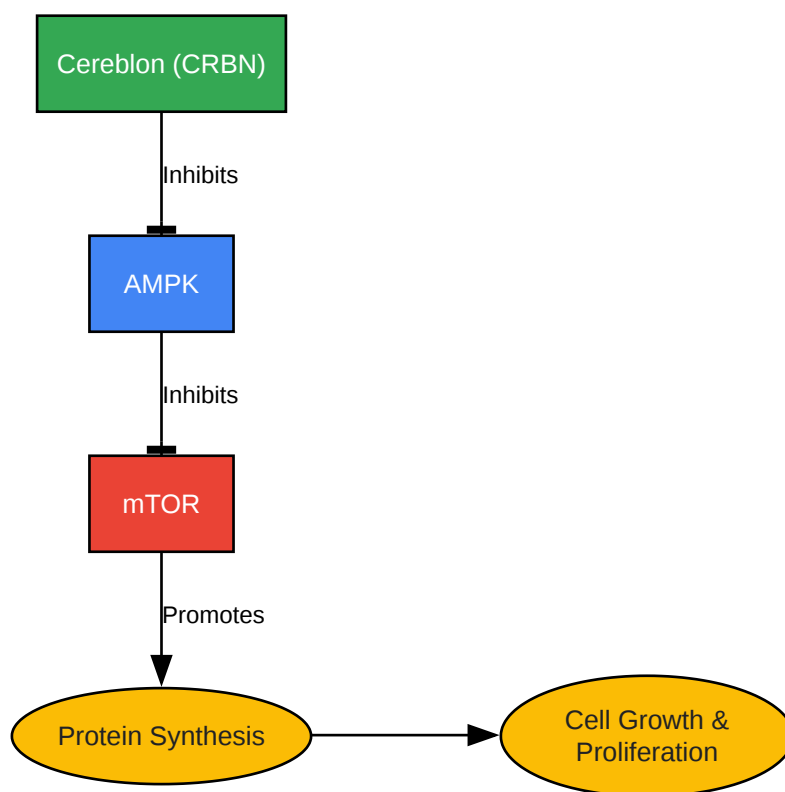 Cereblon (CRBN)
Inhibits
AMPK
Inhibits
mTOR
Promotes
Protein Synthesis
Cell Growth &
Proliferation